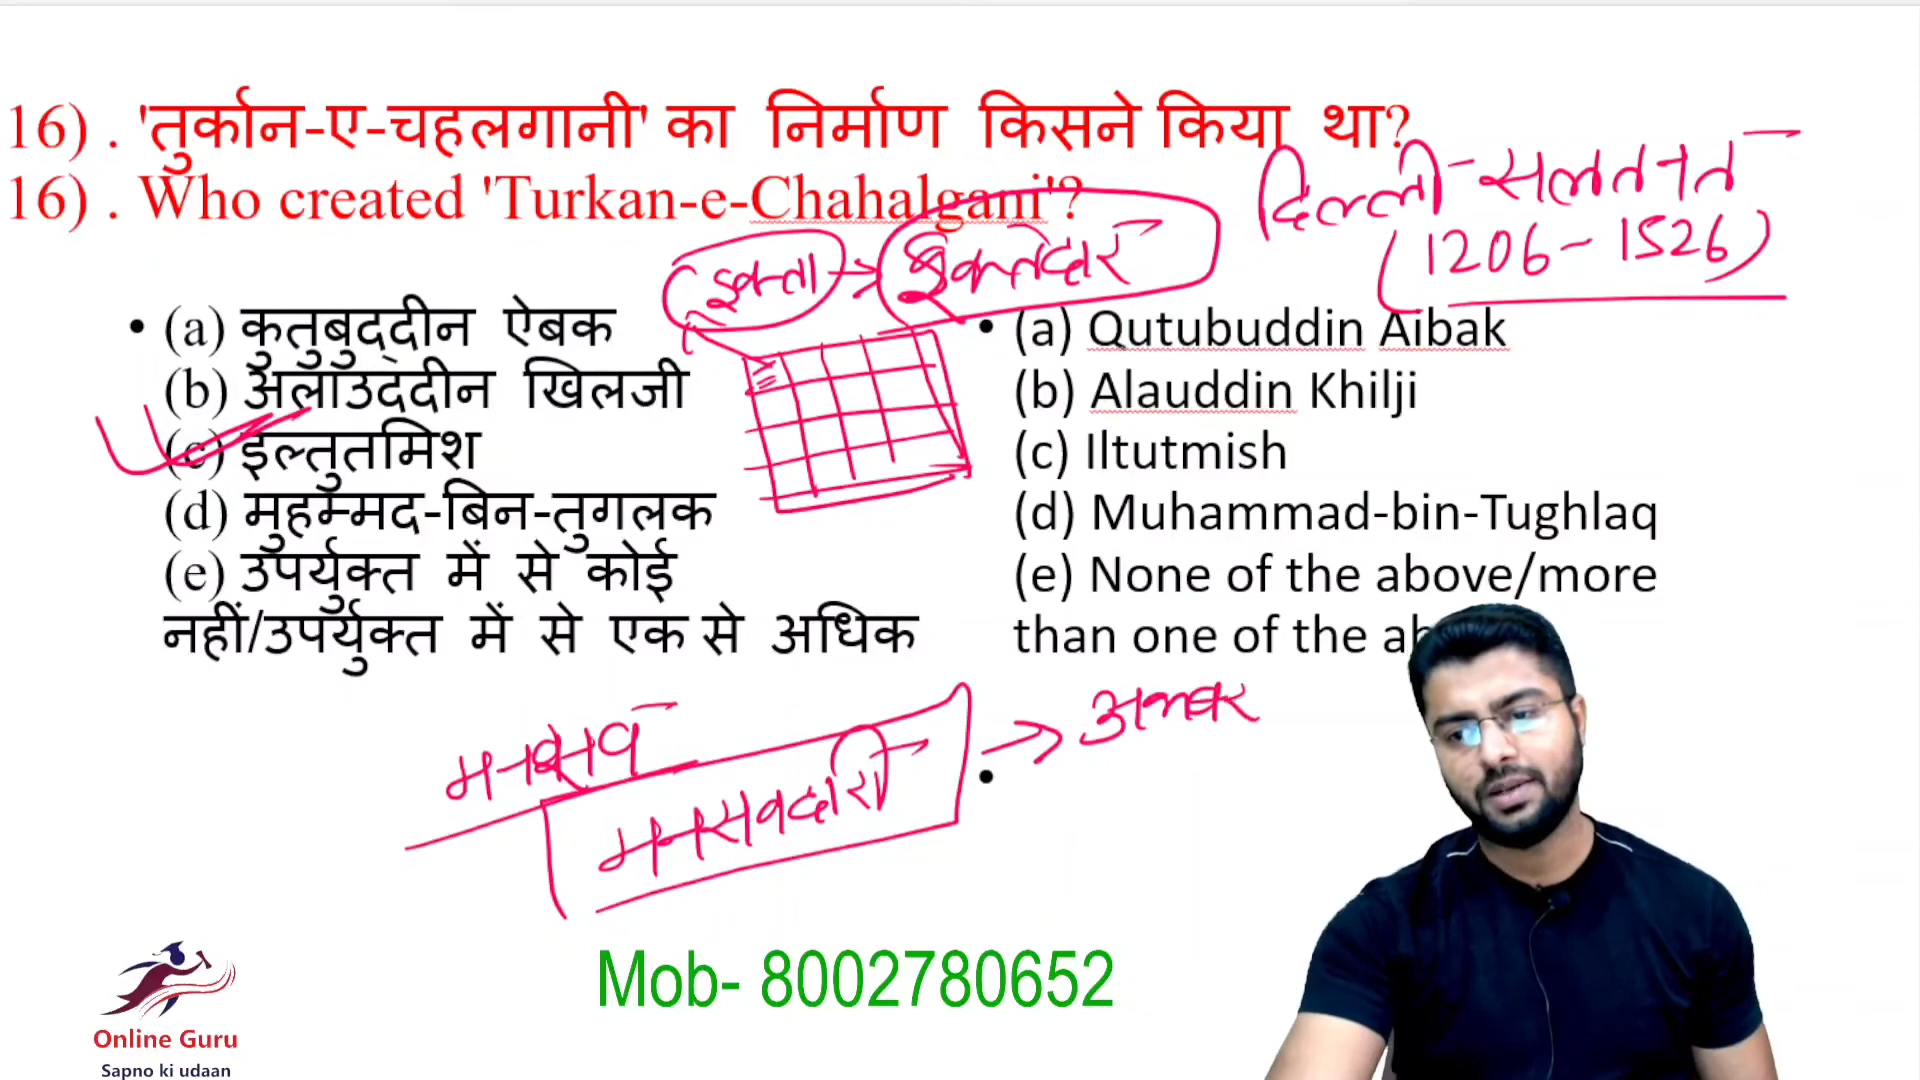 16) . 'तुर्कान-ए-चहलगानी' का निर्माण किसने किया था?
16) . Who created 'Turkan-e-Chahalgani'?
दिल्ली सल्तनत
(1206 - 1526)
इक्ता → इक्तेदार
• (a) कुतुबुद्दीन ऐबक
(b) अलाउद्दीन खिलजी
(c) इल्तुतमिश
(d) मुहम्मद-बिन-तुगलक
(e) उपर्युक्त में से कोई
नहीं/उपर्युक्त में से एक से अधिक
• (a) Qutubuddin Aibak
(b) Alauddin Khilji
(c) Iltutmish
(d) Muhammad-bin-Tughlaq
(e) None of the above/more
than one of the ab
मनसब
मनसबदारी → अकबर
•
Mob- 8002780652
Online Guru
Sapno ki udaan